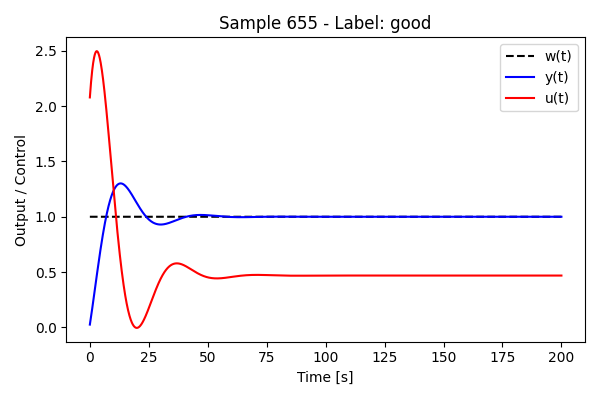 Sample 655 - Label: good
w(t)
y(t)
u(t)
Output / Control
2.5
2.0
1.5
1.0
0.5
0.0
0 25 50 75 100 125 150 175 200
Time [s]